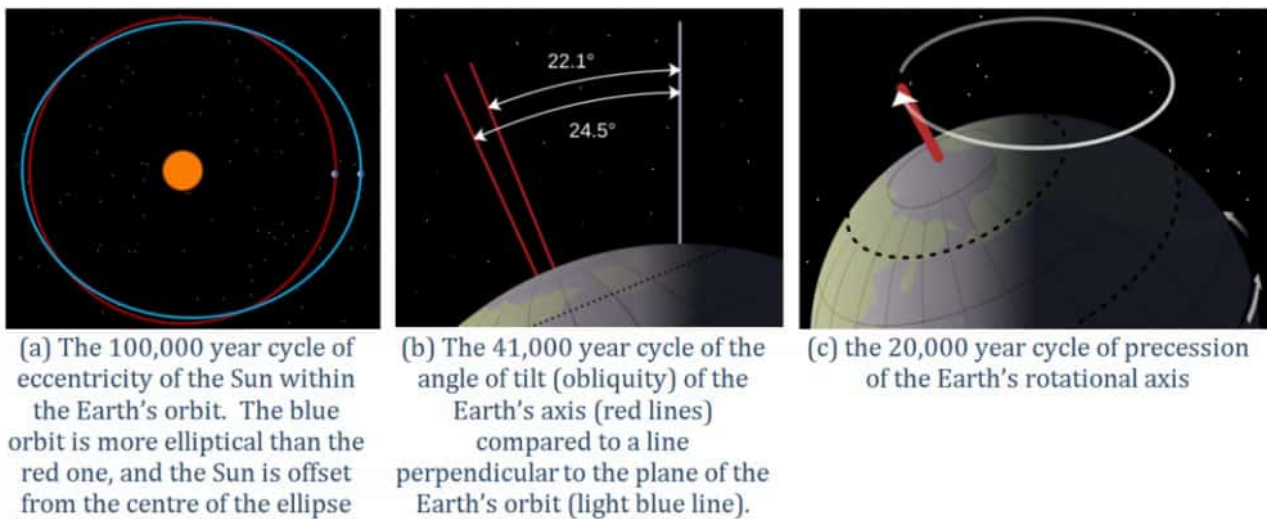 22.1°
24.5°
(a) The 100,000 year cycle of
eccentricity of the Sun within
the Earth's orbit. The blue
orbit is more elliptical than the
red one, and the Sun is offset
from the centre of the ellipse
(b) The 41,000 year cycle of the
angle of tilt (obliquity) of the
Earth's axis (red lines)
compared to a line
perpendicular to the plane of the
Earth's orbit (light blue line).
(c) the 20,000 year cycle of precession
of the Earth's rotational axis